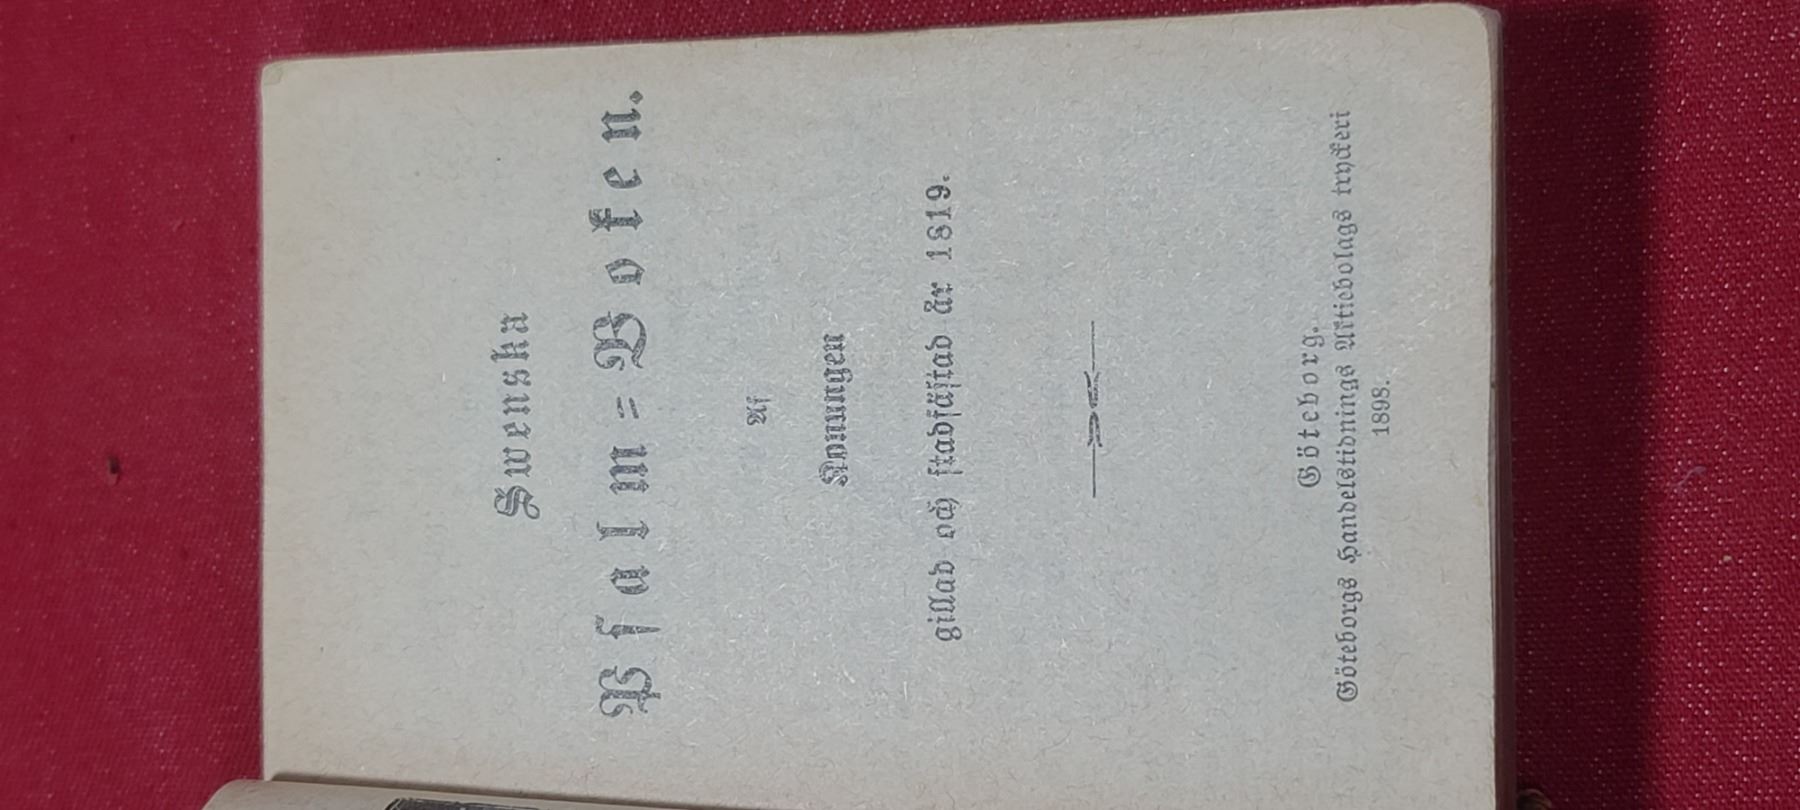 Swenska
Psalm-Boken.
Af
Konungen
gillad och stadfästad år 1819.
Göteborg.
Göteborgs Handelstidnings Aktiebolags tryckeri
1898.